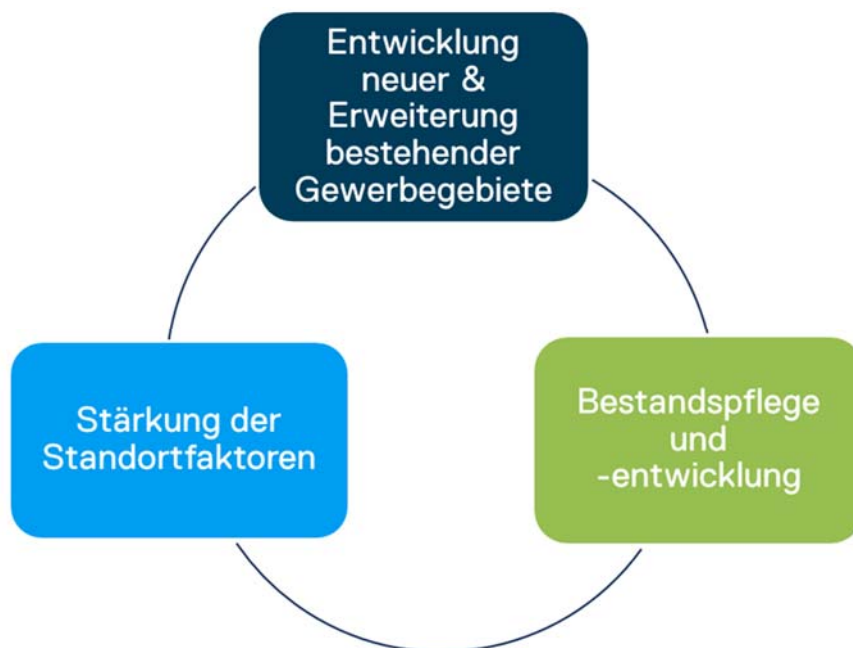 Entwicklung
neuer &
Erweiterung
bestehender
Gewerbegebiete
Stärkung der
Standortfaktoren
Bestandspflege
und
-entwicklung